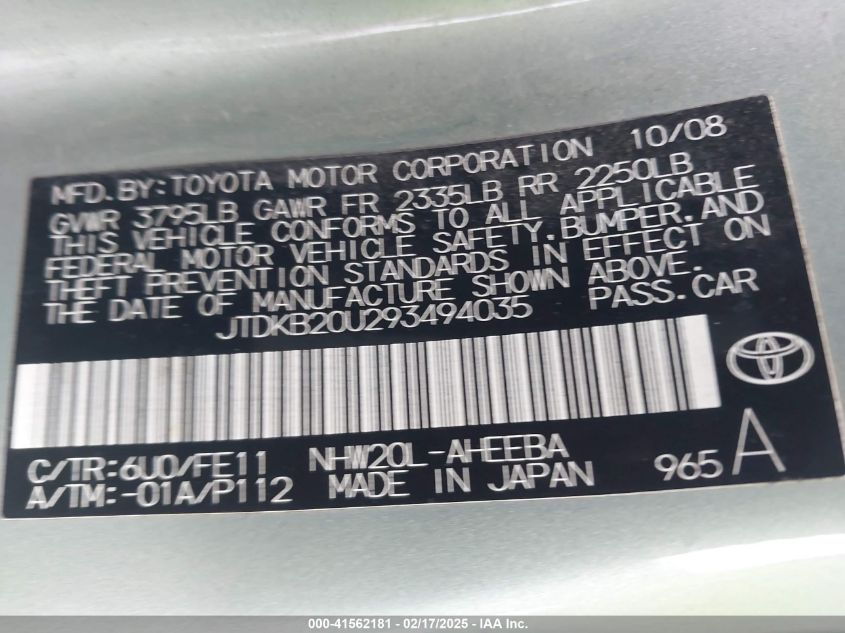 MFD.BY:TOYOTA MOTOR CORPORATION 10/08
GVWR 3795LB GAWR FR 2335LB RR 2250LB
THIS VEHICLE CONFORMS TO ALL APPLICABLE
FEDERAL MOTOR VEHICLE SAFETY,BUMPER,AND
THEFT PREVENTION STANDARDS IN EFFECT ON
THE DATE OF MANUFACTURE SHOWN ABOVE.
JTDKB20U293494035 PASS.CAR
C/TR:6U0/FE11 NHW20L-AHEEBA
A/TM:-01A/P112 MADE IN JAPAN 965 A
000-41562181 - 02/17/2025 - IAA Inc.